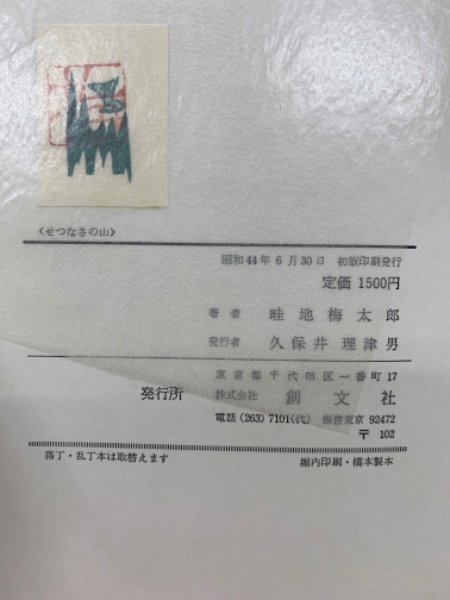 〈せつなさの山〉
昭和44年6月30日 初版印刷発行
定価 1500円
著者 畦地梅太郎
発行者 久保井理津男
東京都千代田区一番町17
発行所 株式会社 創文社
電話 (263) 7101(代) 振替東京 92472
〒 102
落丁・乱丁本は取替えます 堀内印刷・橋本製本